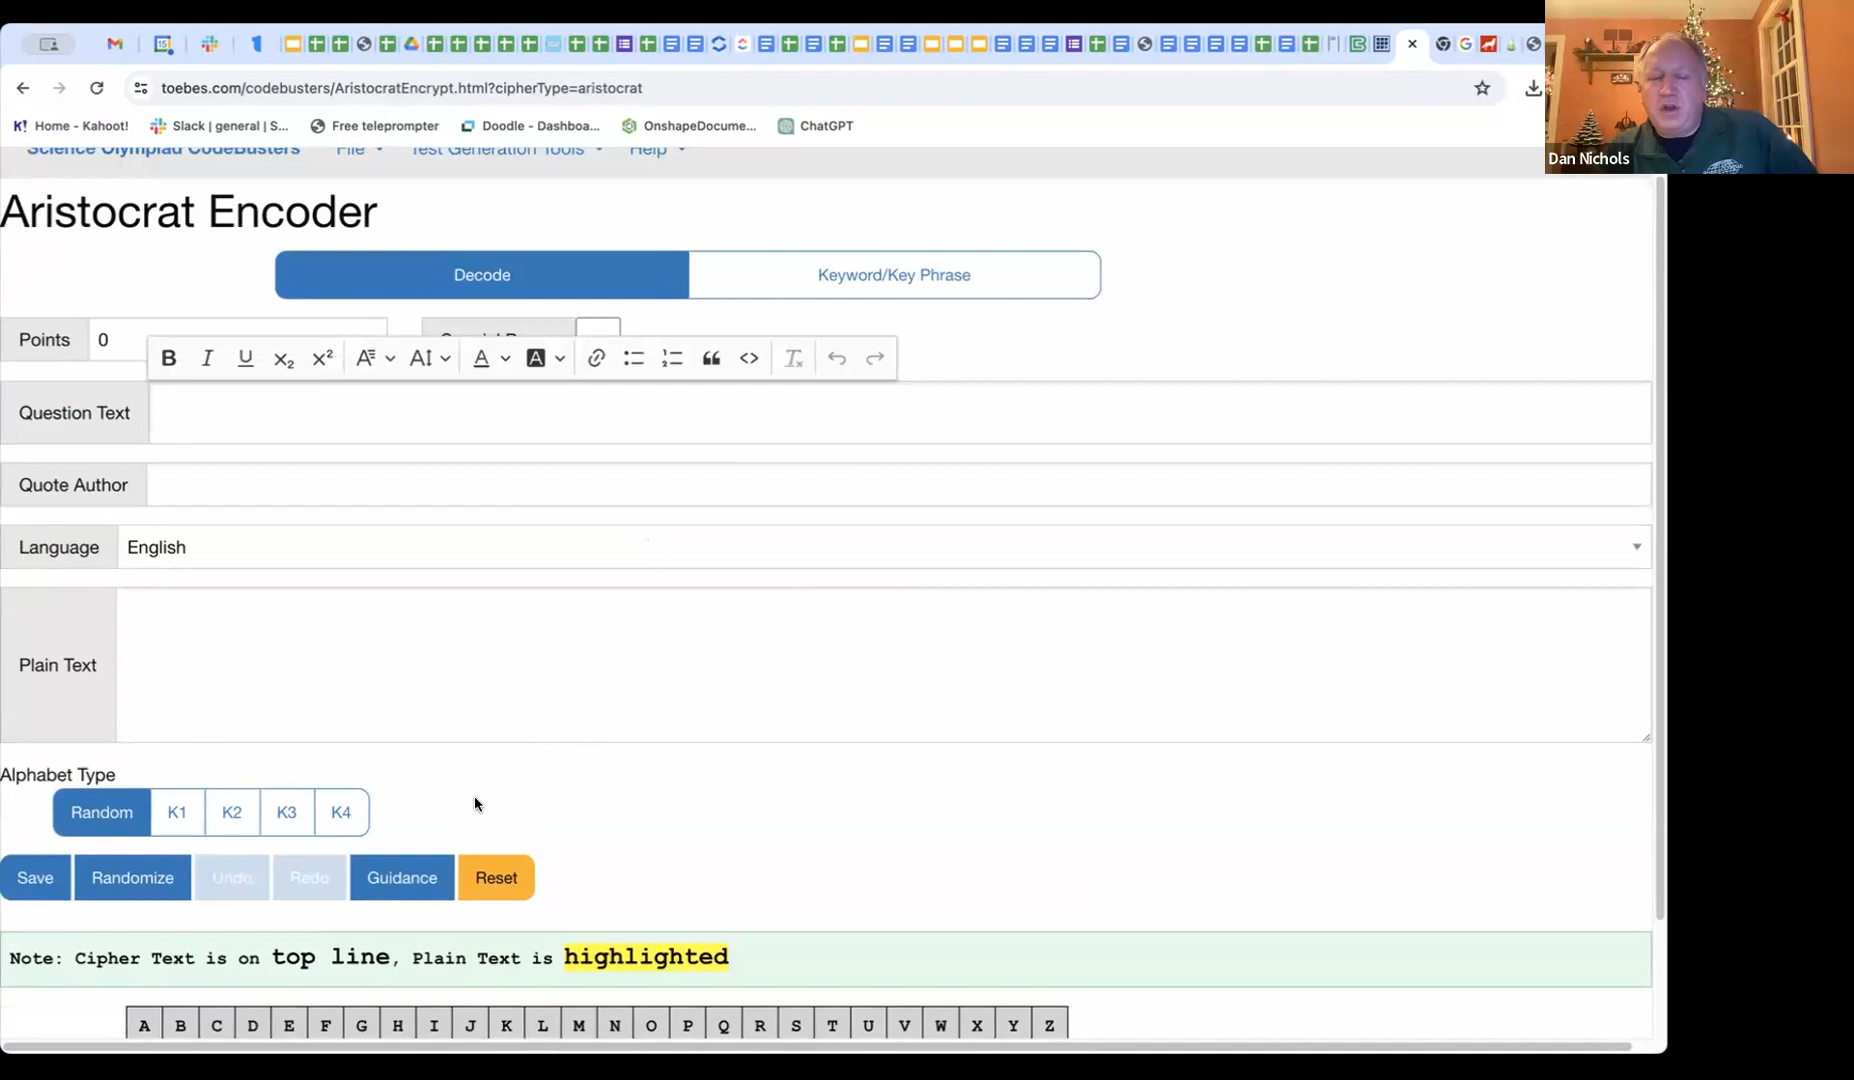 toebes.com/codebusters/AristocratEncrypt.html?cipherType=aristocrat
K! Home - Kahoot! Slack | general | S... Free teleprompter Doodle - Dashboa... OnshapeDocume... ChatGPT
Dan Nichols
Science Olympiad CodeBusters File Test Generation Tools Help
Aristocrat Encoder
Decode Keyword/Key Phrase
Points 0
B I U X₂ X²
Question Text
Quote Author
Language English
Plain Text
Alphabet Type
Random K1 K2 K3 K4
Save Randomize Undo Redo Guidance Reset
Note: Cipher Text is on top line, Plain Text is highlighted
A B C D E F G H I J K L M N O P Q R S T U V W X Y Z